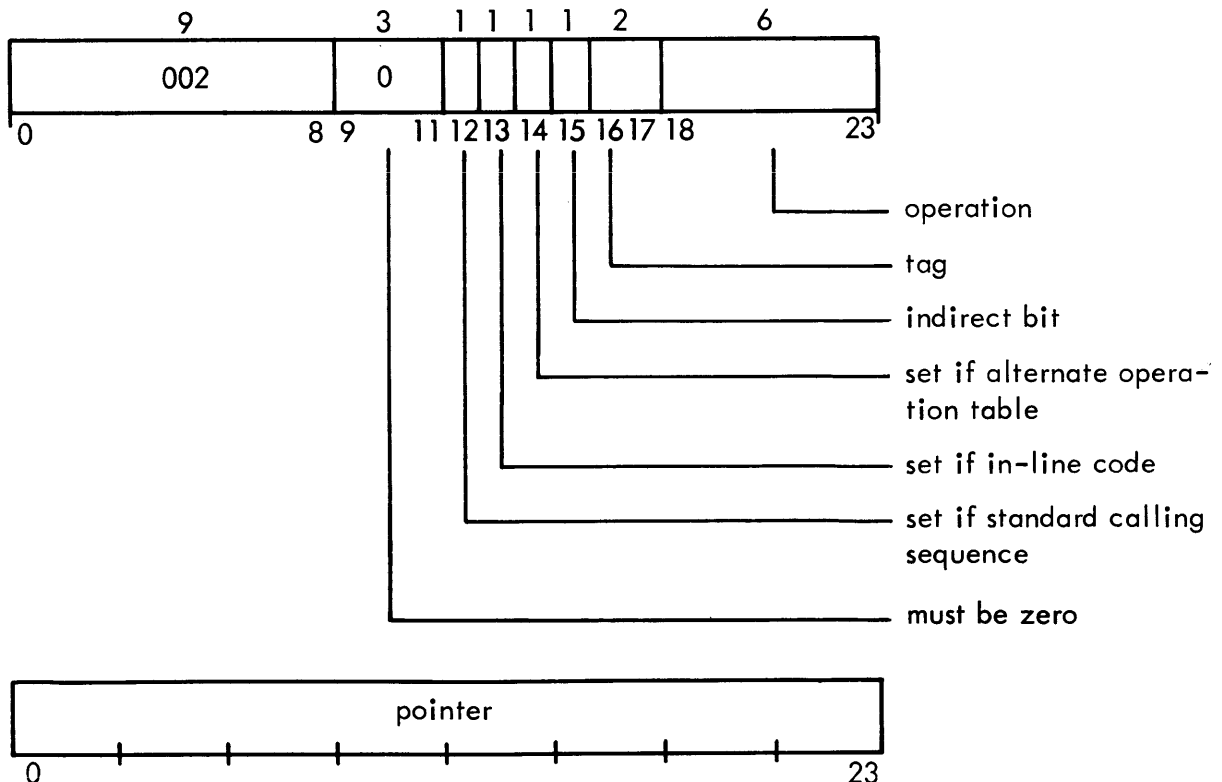 9 3 1 1 1 1 2 6
002 0
0 8 9 11 12 13 14 15 16 17 18 23
operation
tag
indirect bit
set if alternate opera-
tion table
set if in-line code
set if standard calling
sequence
must be zero
pointer
0 23